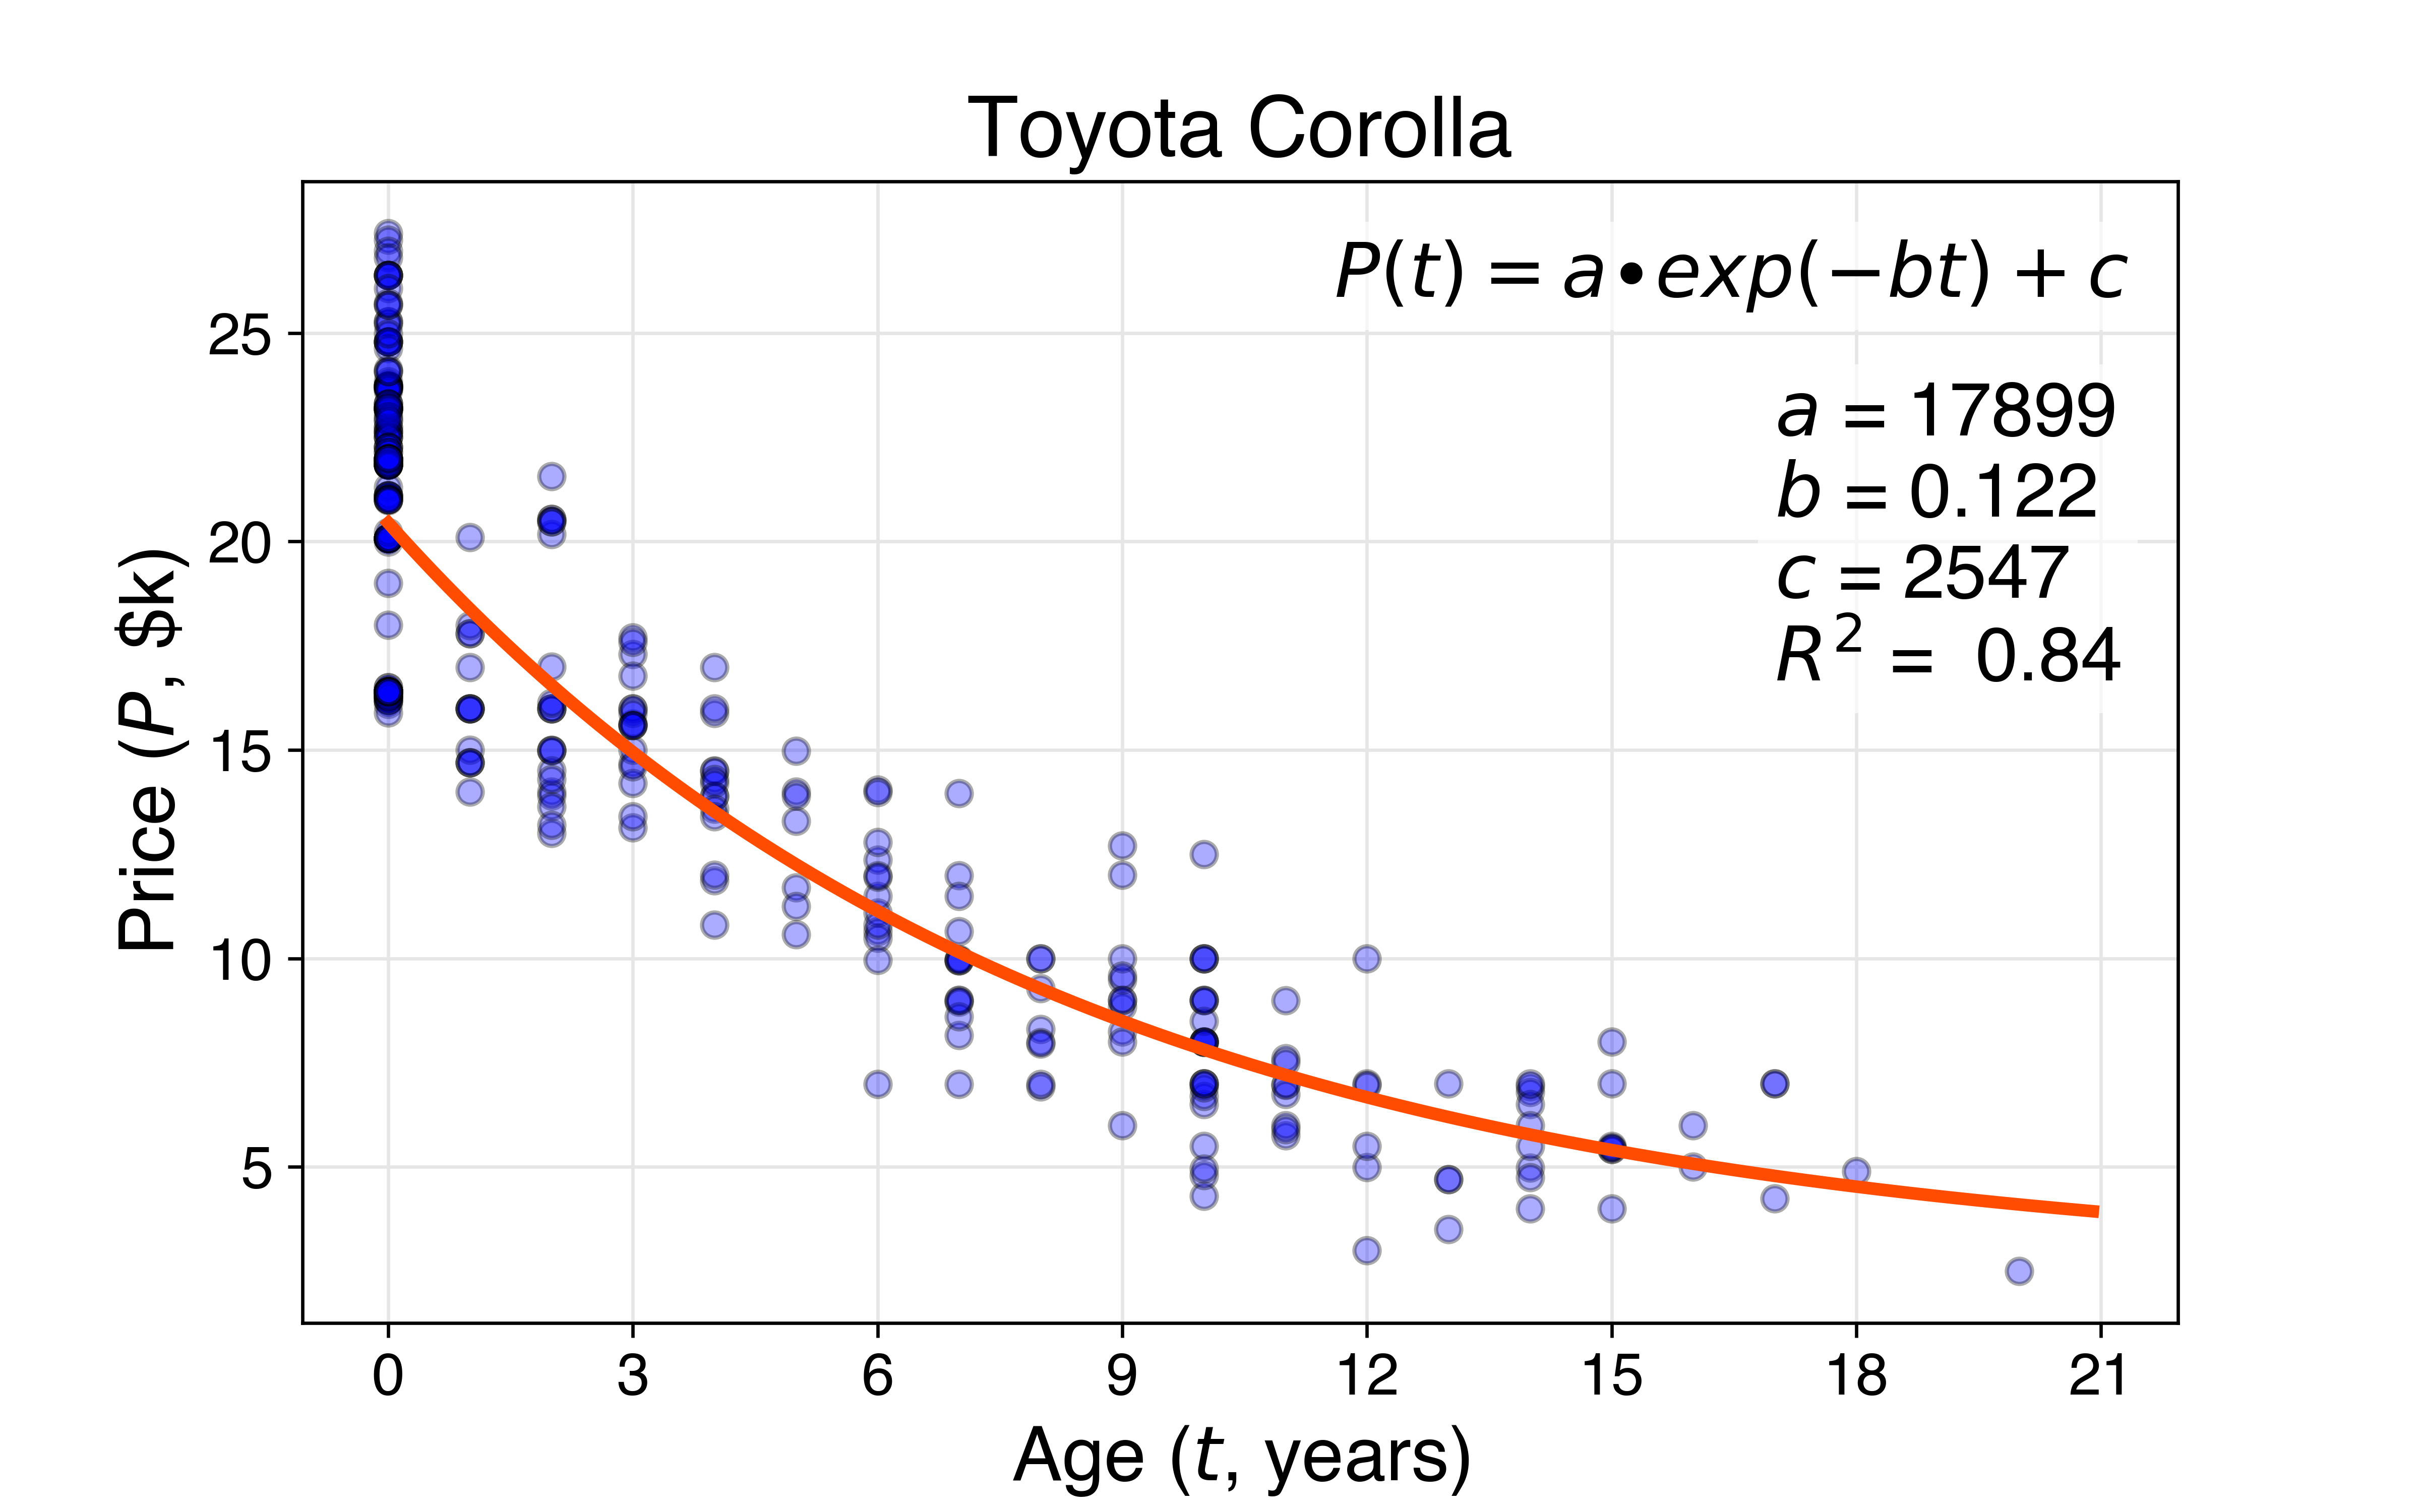 Toyota Corolla
P(t) = a•exp(−bt) + c
a = 17899
b = 0.122
c = 2547
R² = 0.84
Price (P, $k)
25
20
15
10
5
0 3 6 9 12 15 18 21
Age (t, years)